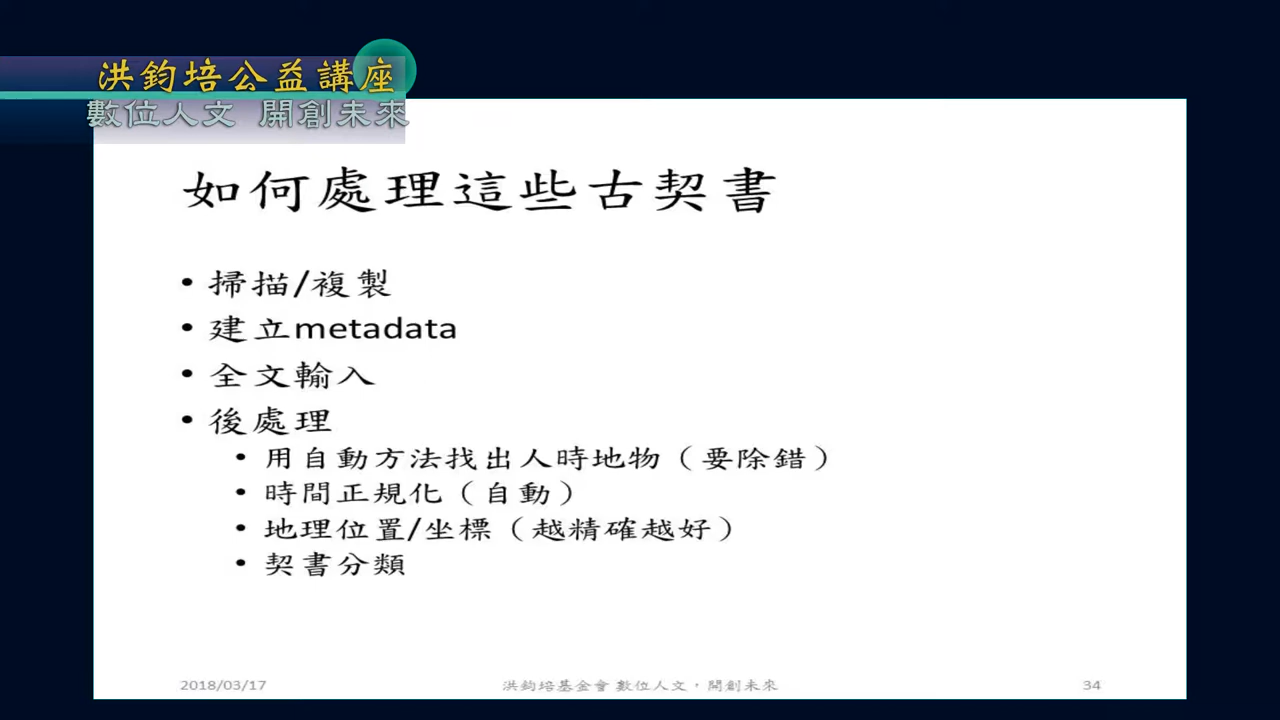 洪鈞培公益講座
數位人文 開創未來
如何處理這些古契書
• 掃描/複製
• 建立metadata
• 全文輸入
• 後處理
• 用自動方法找出人時地物（要除錯）
• 時間正規化（自動）
• 地理位置/坐標（越精確越好）
• 契書分類
2018/03/17 洪鈞培基金會 數位人文，開創未來 34